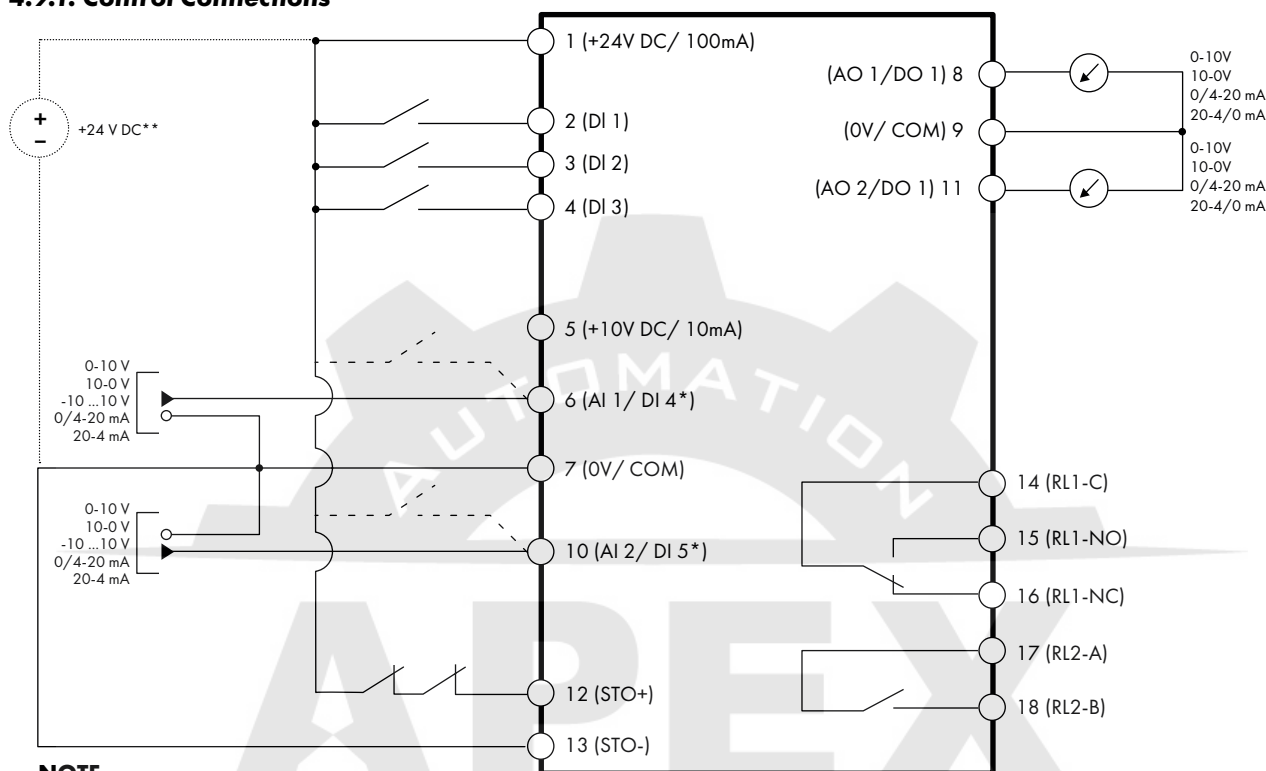 4.9.1. Control Connections
1 (+24V DC/ 100mA)
+
−
+24 V DC**
2 (DI 1)
3 (DI 2)
4 (DI 3)
5 (+10V DC/ 10mA)
0-10 V
10-0 V
-10 ...10 V
0/4-20 mA
20-4 mA
6 (AI 1/ DI 4*)
7 (0V/ COM)
0-10 V
10-0 V
-10 ...10 V
0/4-20 mA
20-4 mA
10 (AI 2/ DI 5*)
12 (STO+)
13 (STO-)
(AO 1/DO 1) 8
0-10V
10-0V
0/4-20 mA
20-4/0 mA
(0V/ COM) 9
(AO 2/DO 1) 11
0-10V
10-0V
0/4-20 mA
20-4/0 mA
14 (RL1-C)
15 (RL1-NO)
16 (RL1-NC)
17 (RL2-A)
18 (RL2-B)
AUTOMATION
APEX
NOTE